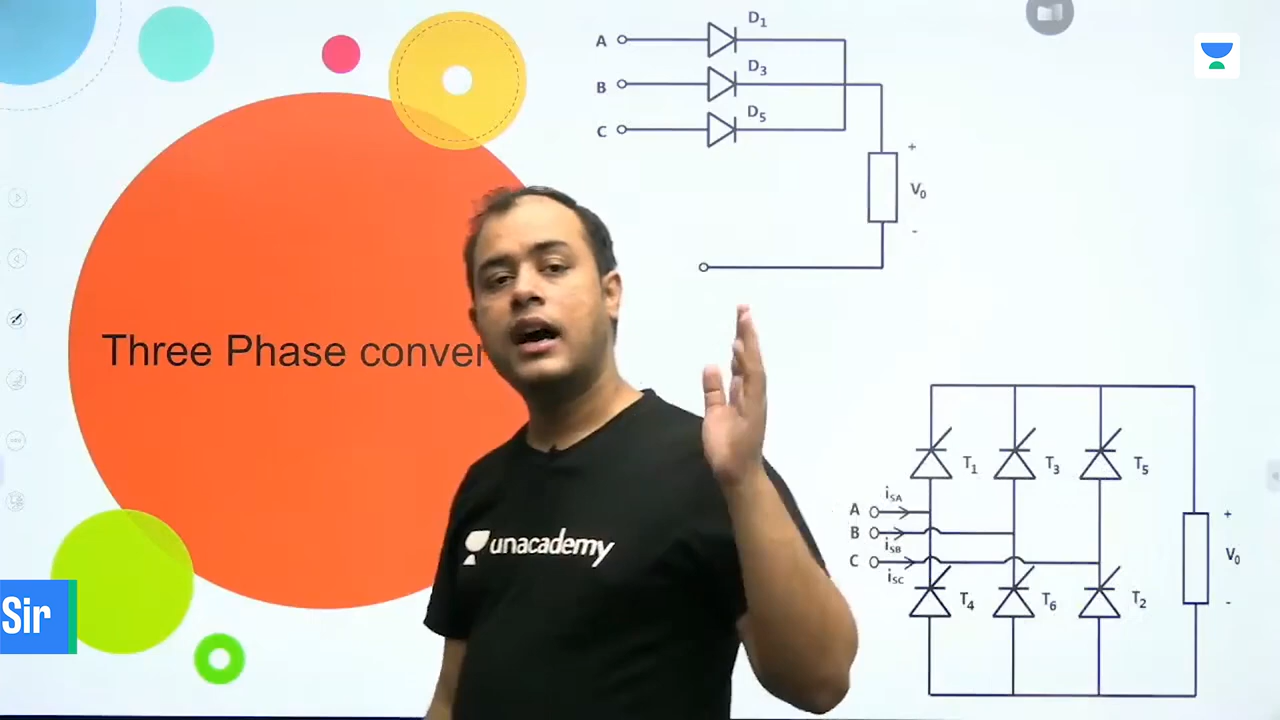 D1
A
D3
B
D5
C
+
V0
-
Three Phase conver
T1
T3
T5
A
iSA
B
iSB
C
iSC
+
V0
-
T4
T6
T2
unacademy
Sir